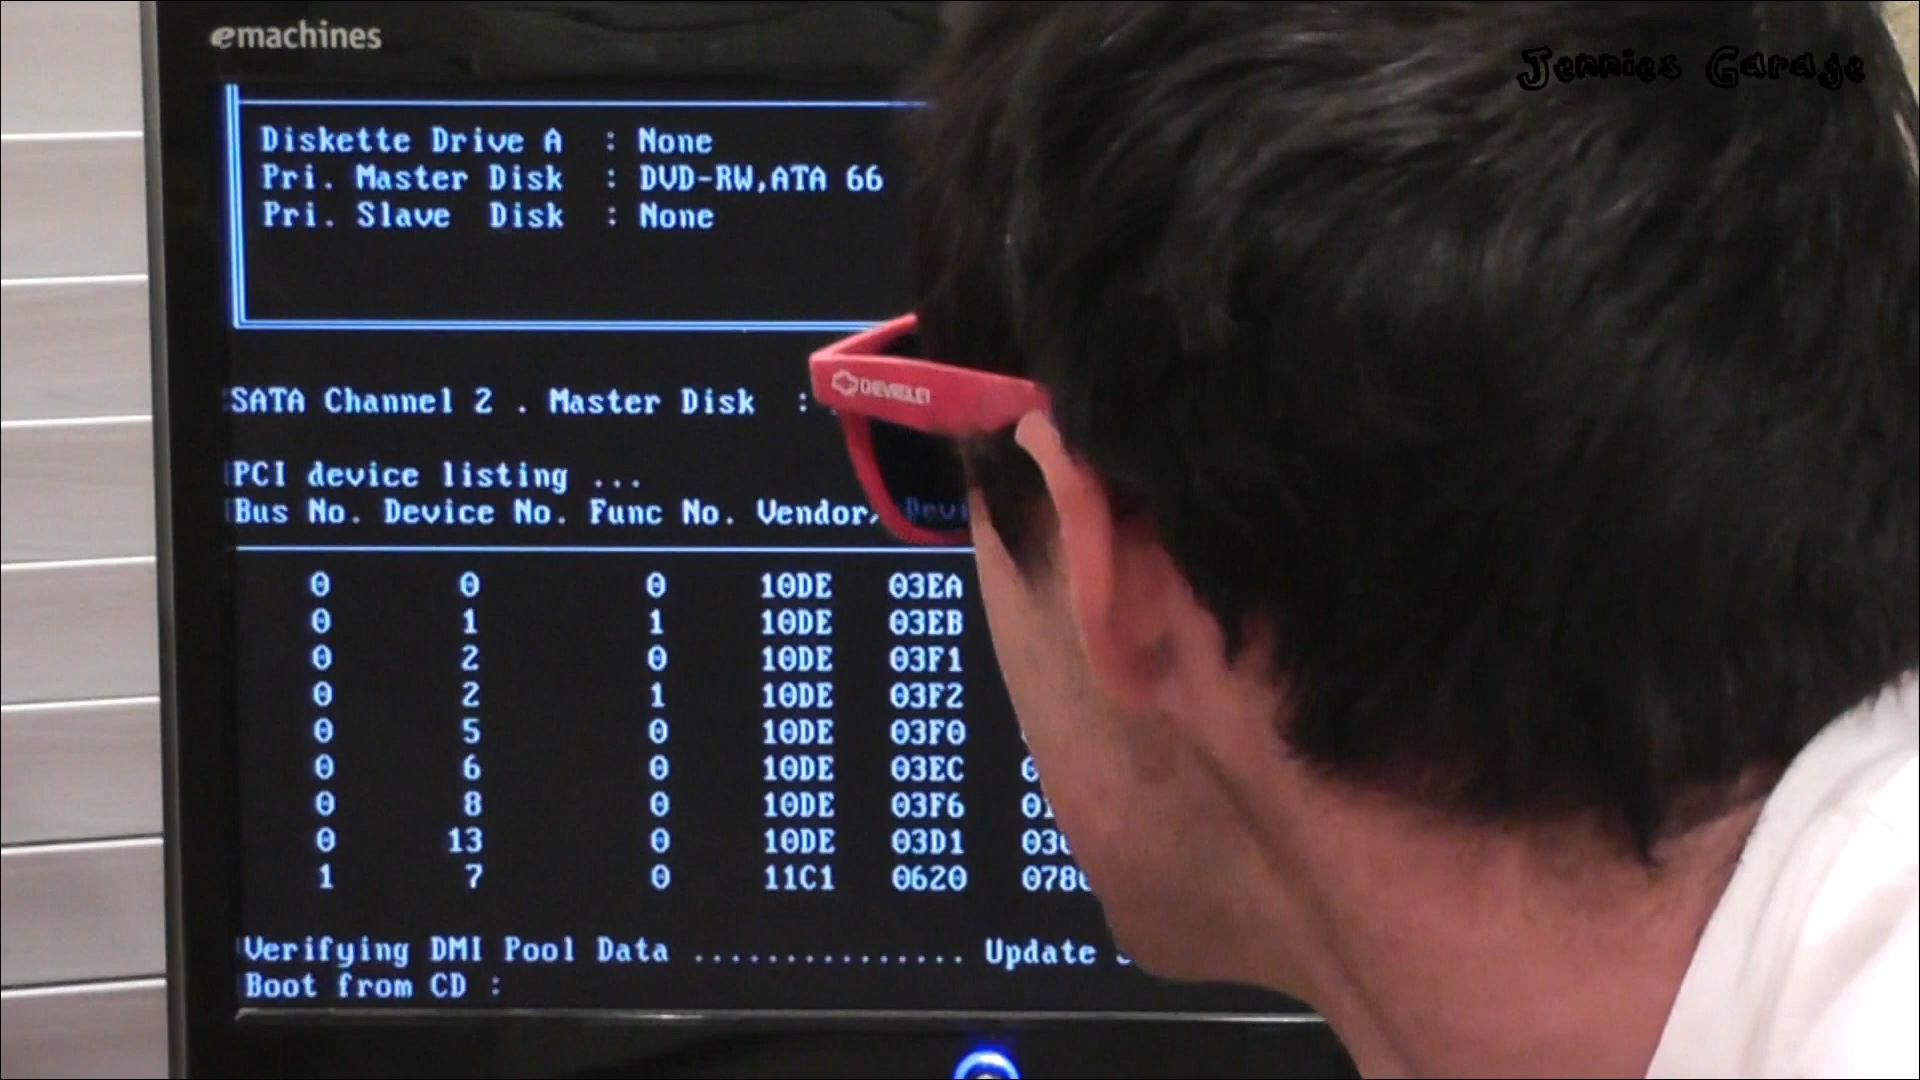 emachines
Jennies Garage
Diskette Drive A : None
Pri. Master Disk : DVD-RW,ATA 66
Pri. Slave Disk : None
CHEVROLET
SATA Channel 2 . Master Disk :
PCI device listing ...
Bus No. Device No. Func No. Vendor/
0 0 0 10DE 03EA
0 1 1 10DE 03EB
0 2 0 10DE 03F1
0 2 1 10DE 03F2
0 5 0 10DE 03F0
0 6 0 10DE 03EC
0 8 0 10DE 03F6
0 13 0 10DE 03D1
1 7 0 11C1 0620
Verifying DMI Pool Data ............... Update
Boot from CD :